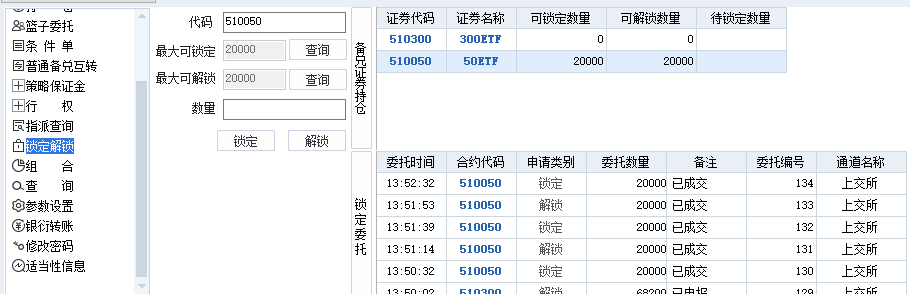 篮子委托
条 件 单
普通备兑互转
策略保证金
行 权
指派查询
锁定解锁
组 合
查 询
参数设置
银衍转账
修改密码
适当性信息
代码 510050
最大可锁定 20000 查询
最大可解锁 20000 查询
数量
锁定 解锁
备兑证券持仓
证券代码 证券名称 可锁定数量 可解锁数量 待锁定数量
510300 300ETF 0 0
510050 50ETF 20000 20000
锁定委托
委托时间 合约代码 申请类别 委托数量 备注 委托编号 通道名称
13:52:32 510050 锁定 20000 已成交 134 上交所
13:51:53 510050 解锁 20000 已成交 133 上交所
13:51:39 510050 锁定 20000 已成交 132 上交所
13:51:14 510050 解锁 20000 已成交 131 上交所
13:50:32 510050 锁定 20000 已成交 130 上交所
13:50:02 510300 解锁 68200 已申报 129 上交所